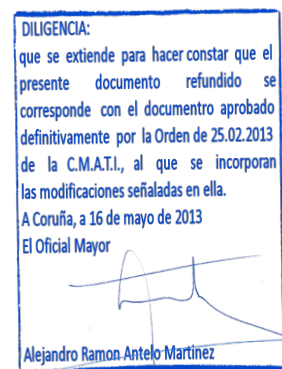 DILIGENCIA:
que se extiende para hacer constar que el
presente documento refundido se
corresponde con el documentro aprobado
definitivamente por la Orden de 25.02.2013
de la C.M.A.T.I., al que se incorporan
las modificaciones señaladas en ella.
A Coruña, a 16 de mayo de 2013
El Oficial Mayor
Alejandro Ramon Antelo Martinez